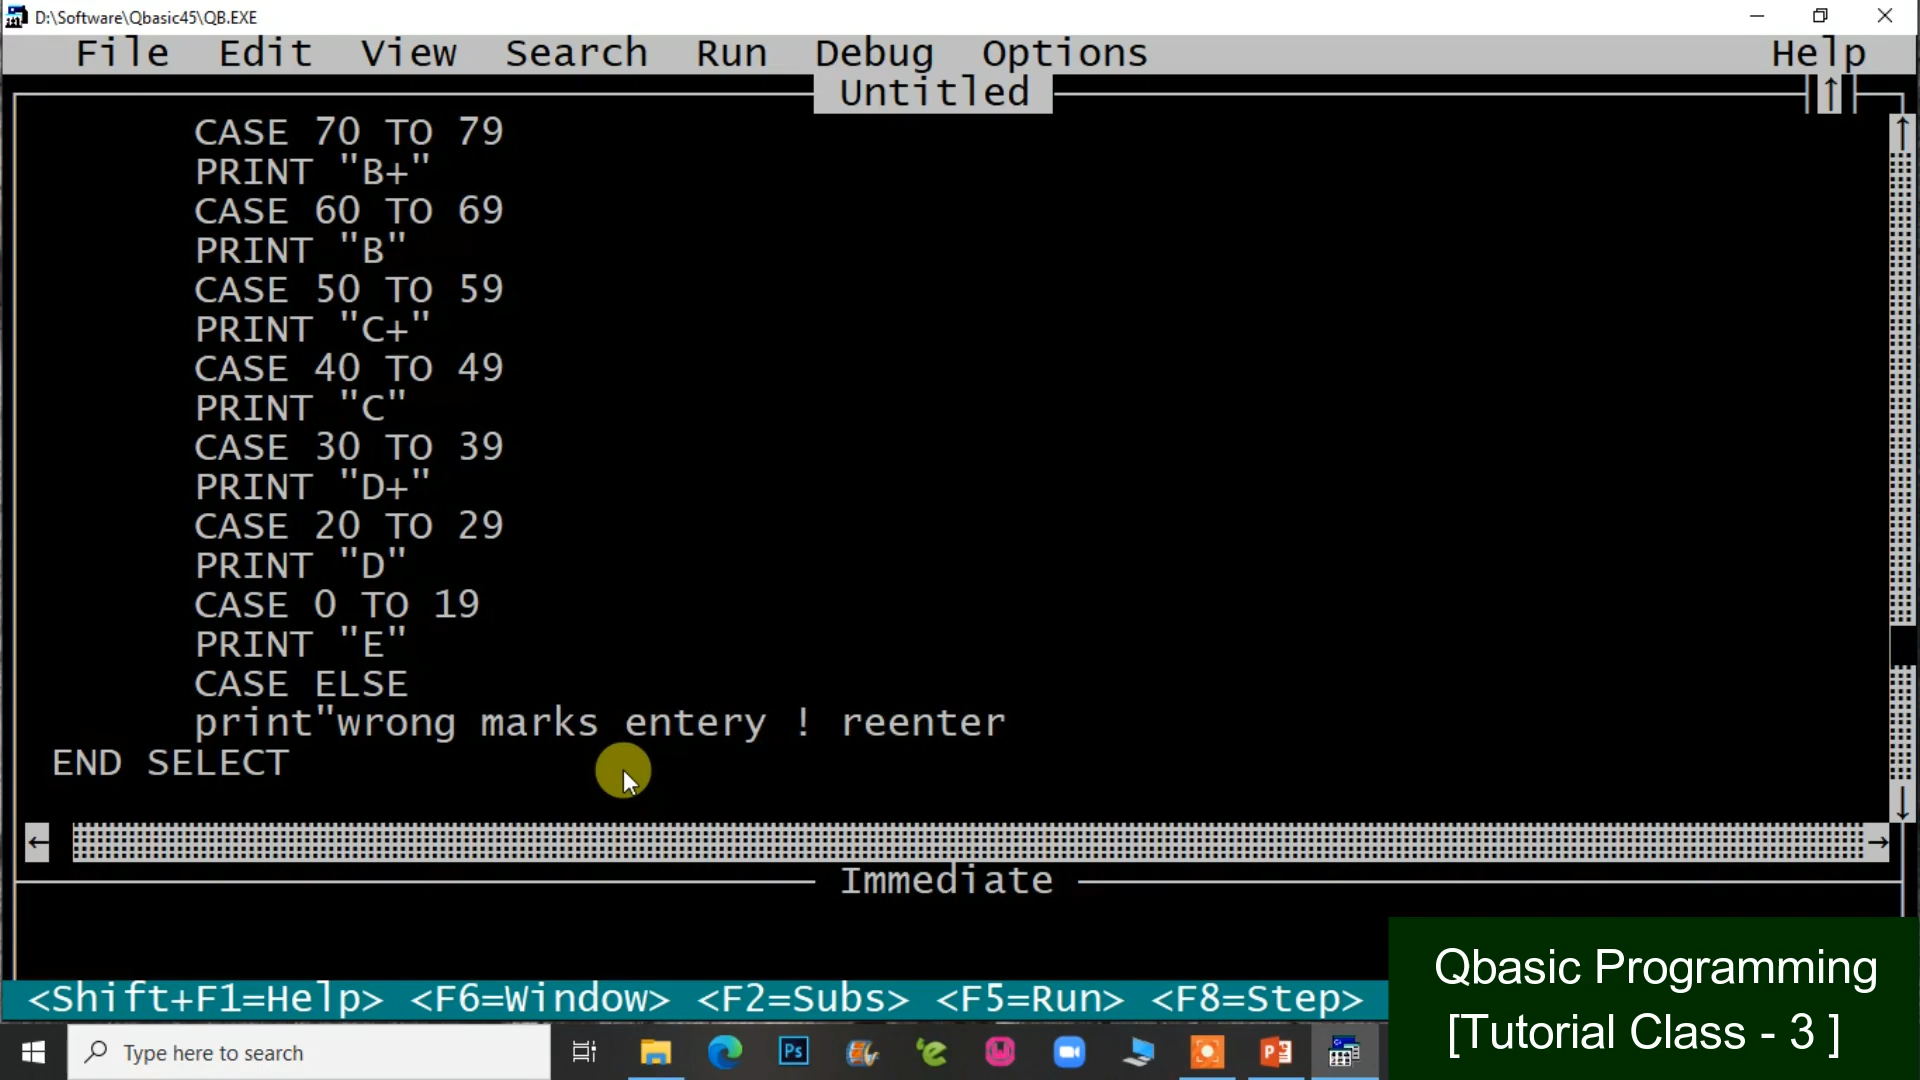 D:\Software\Qbasic45\QB.EXE
File Edit View Search Run Debug Options Help
Untitled
CASE 70 TO 79
PRINT "B+"
CASE 60 TO 69
PRINT "B"
CASE 50 TO 59
PRINT "C+"
CASE 40 TO 49
PRINT "C"
CASE 30 TO 39
PRINT "D+"
CASE 20 TO 29
PRINT "D"
CASE 0 TO 19
PRINT "E"
CASE ELSE
print"wrong marks entery ! reenter
END SELECT
Immediate
<Shift+F1=Help> <F6=Window> <F2=Subs> <F5=Run> <F8=Step>
Qbasic Programming
[Tutorial Class - 3 ]
Type here to search